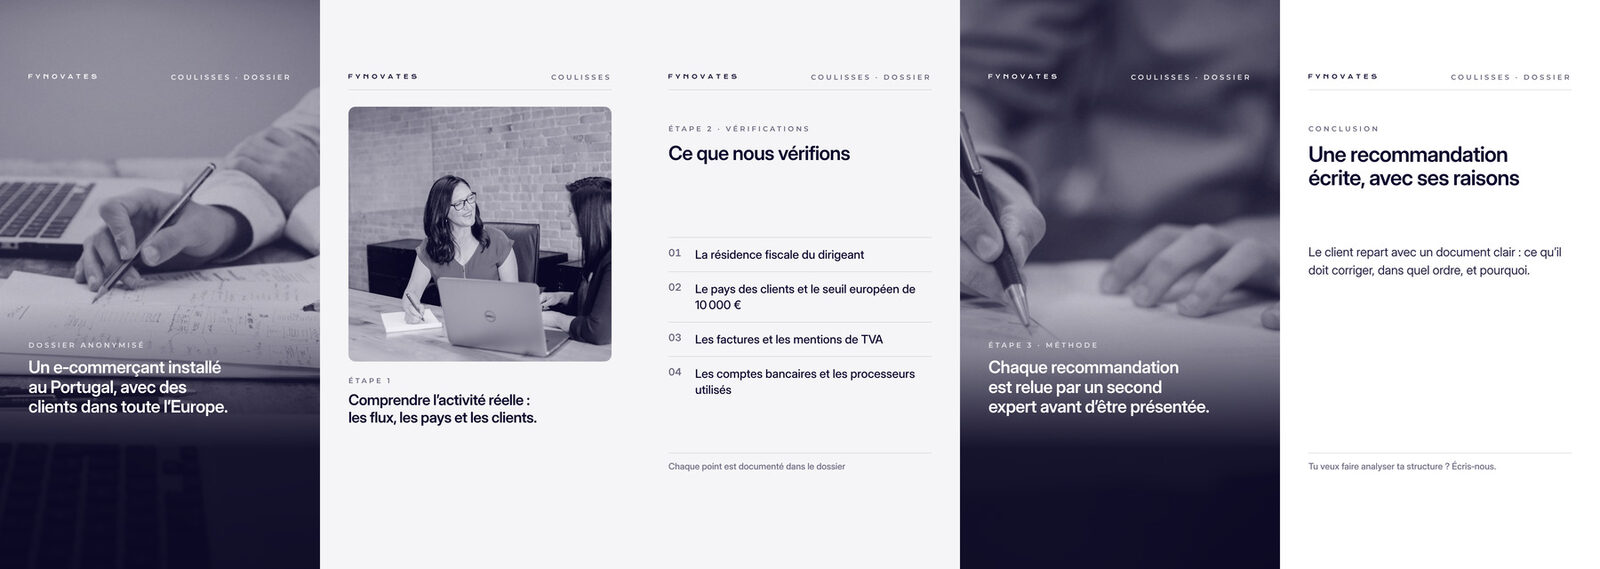 FYNOVATES
COULISSES · DOSSIER
DOSSIER ANONYMISÉ
Un e-commerçant installé
au Portugal, avec des
clients dans toute l'Europe.
FYNOVATES
COULISSES
DELL
ÉTAPE 1
Comprendre l'activité réelle :
les flux, les pays et les clients.
FYNOVATES
COULISSES · DOSSIER
ÉTAPE 2 · VÉRIFICATIONS
Ce que nous vérifions
01 La résidence fiscale du dirigeant
02 Le pays des clients et le seuil européen de
10 000 €
03 Les factures et les mentions de TVA
04 Les comptes bancaires et les processeurs
utilisés
Chaque point est documenté dans le dossier
FYNOVATES
COULISSES · DOSSIER
ÉTAPE 3 · MÉTHODE
Chaque recommandation
est relue par un second
expert avant d'être présentée.
FYNOVATES
COULISSES · DOSSIER
CONCLUSION
Une recommandation
écrite, avec ses raisons
Le client repart avec un document clair : ce qu'il
doit corriger, dans quel ordre, et pourquoi.
Tu veux faire analyser ta structure ? Écris-nous.